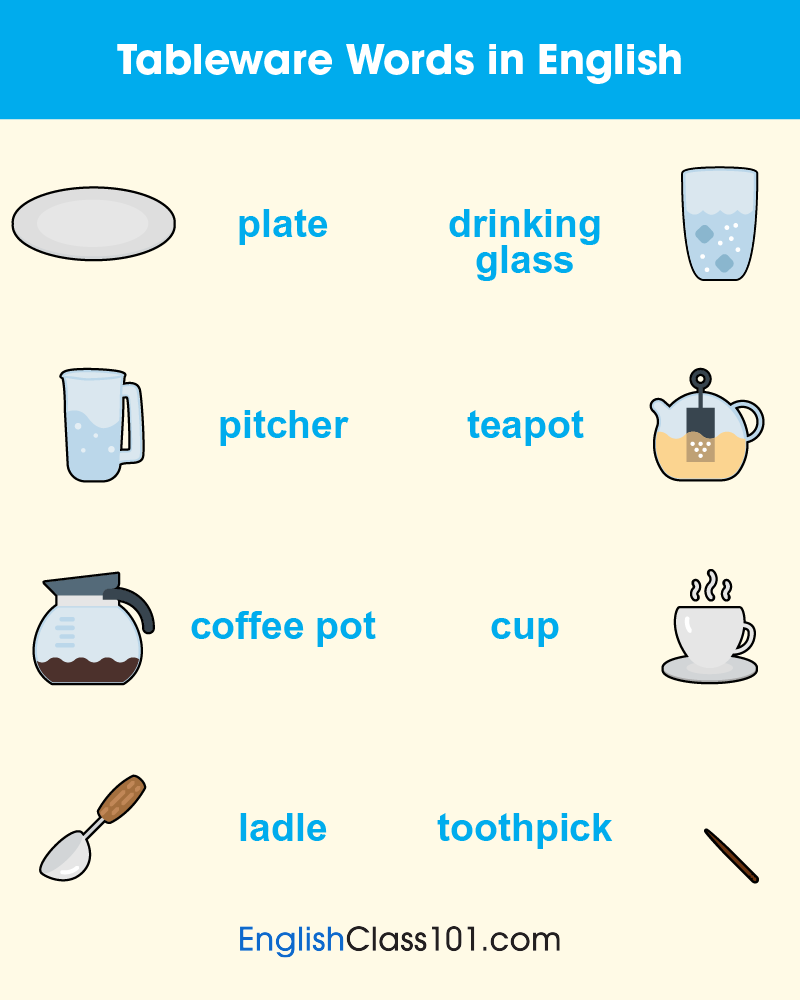 Tableware Words in English
plate
drinking
glass
pitcher
teapot
coffee pot
cup
ladle
toothpick
EnglishClass101.com